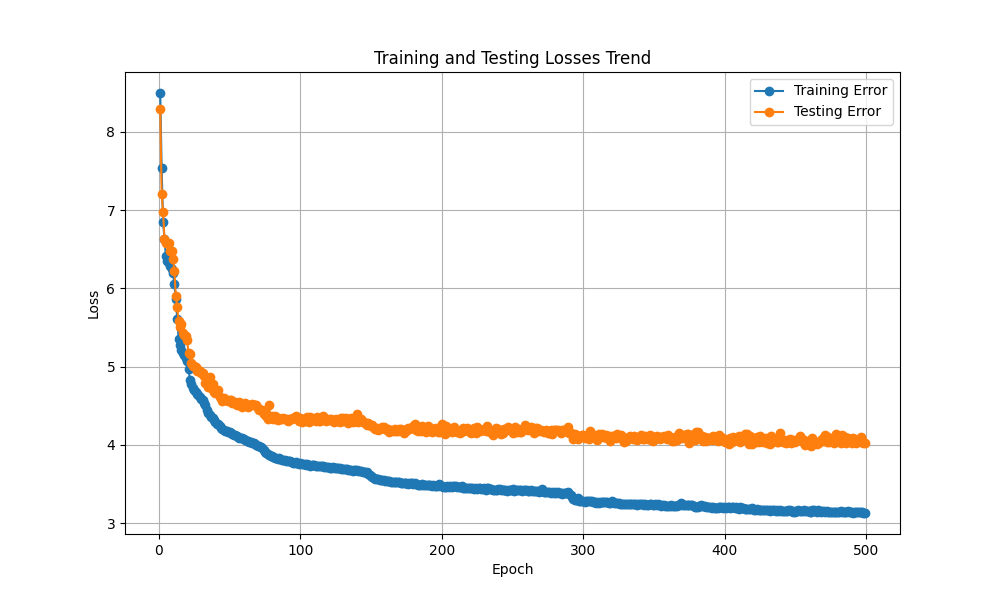 Training and Testing Losses Trend
Training Error
Testing Error
8
7
6
5
4
3
Loss
0 100 200 300 400 500
Epoch